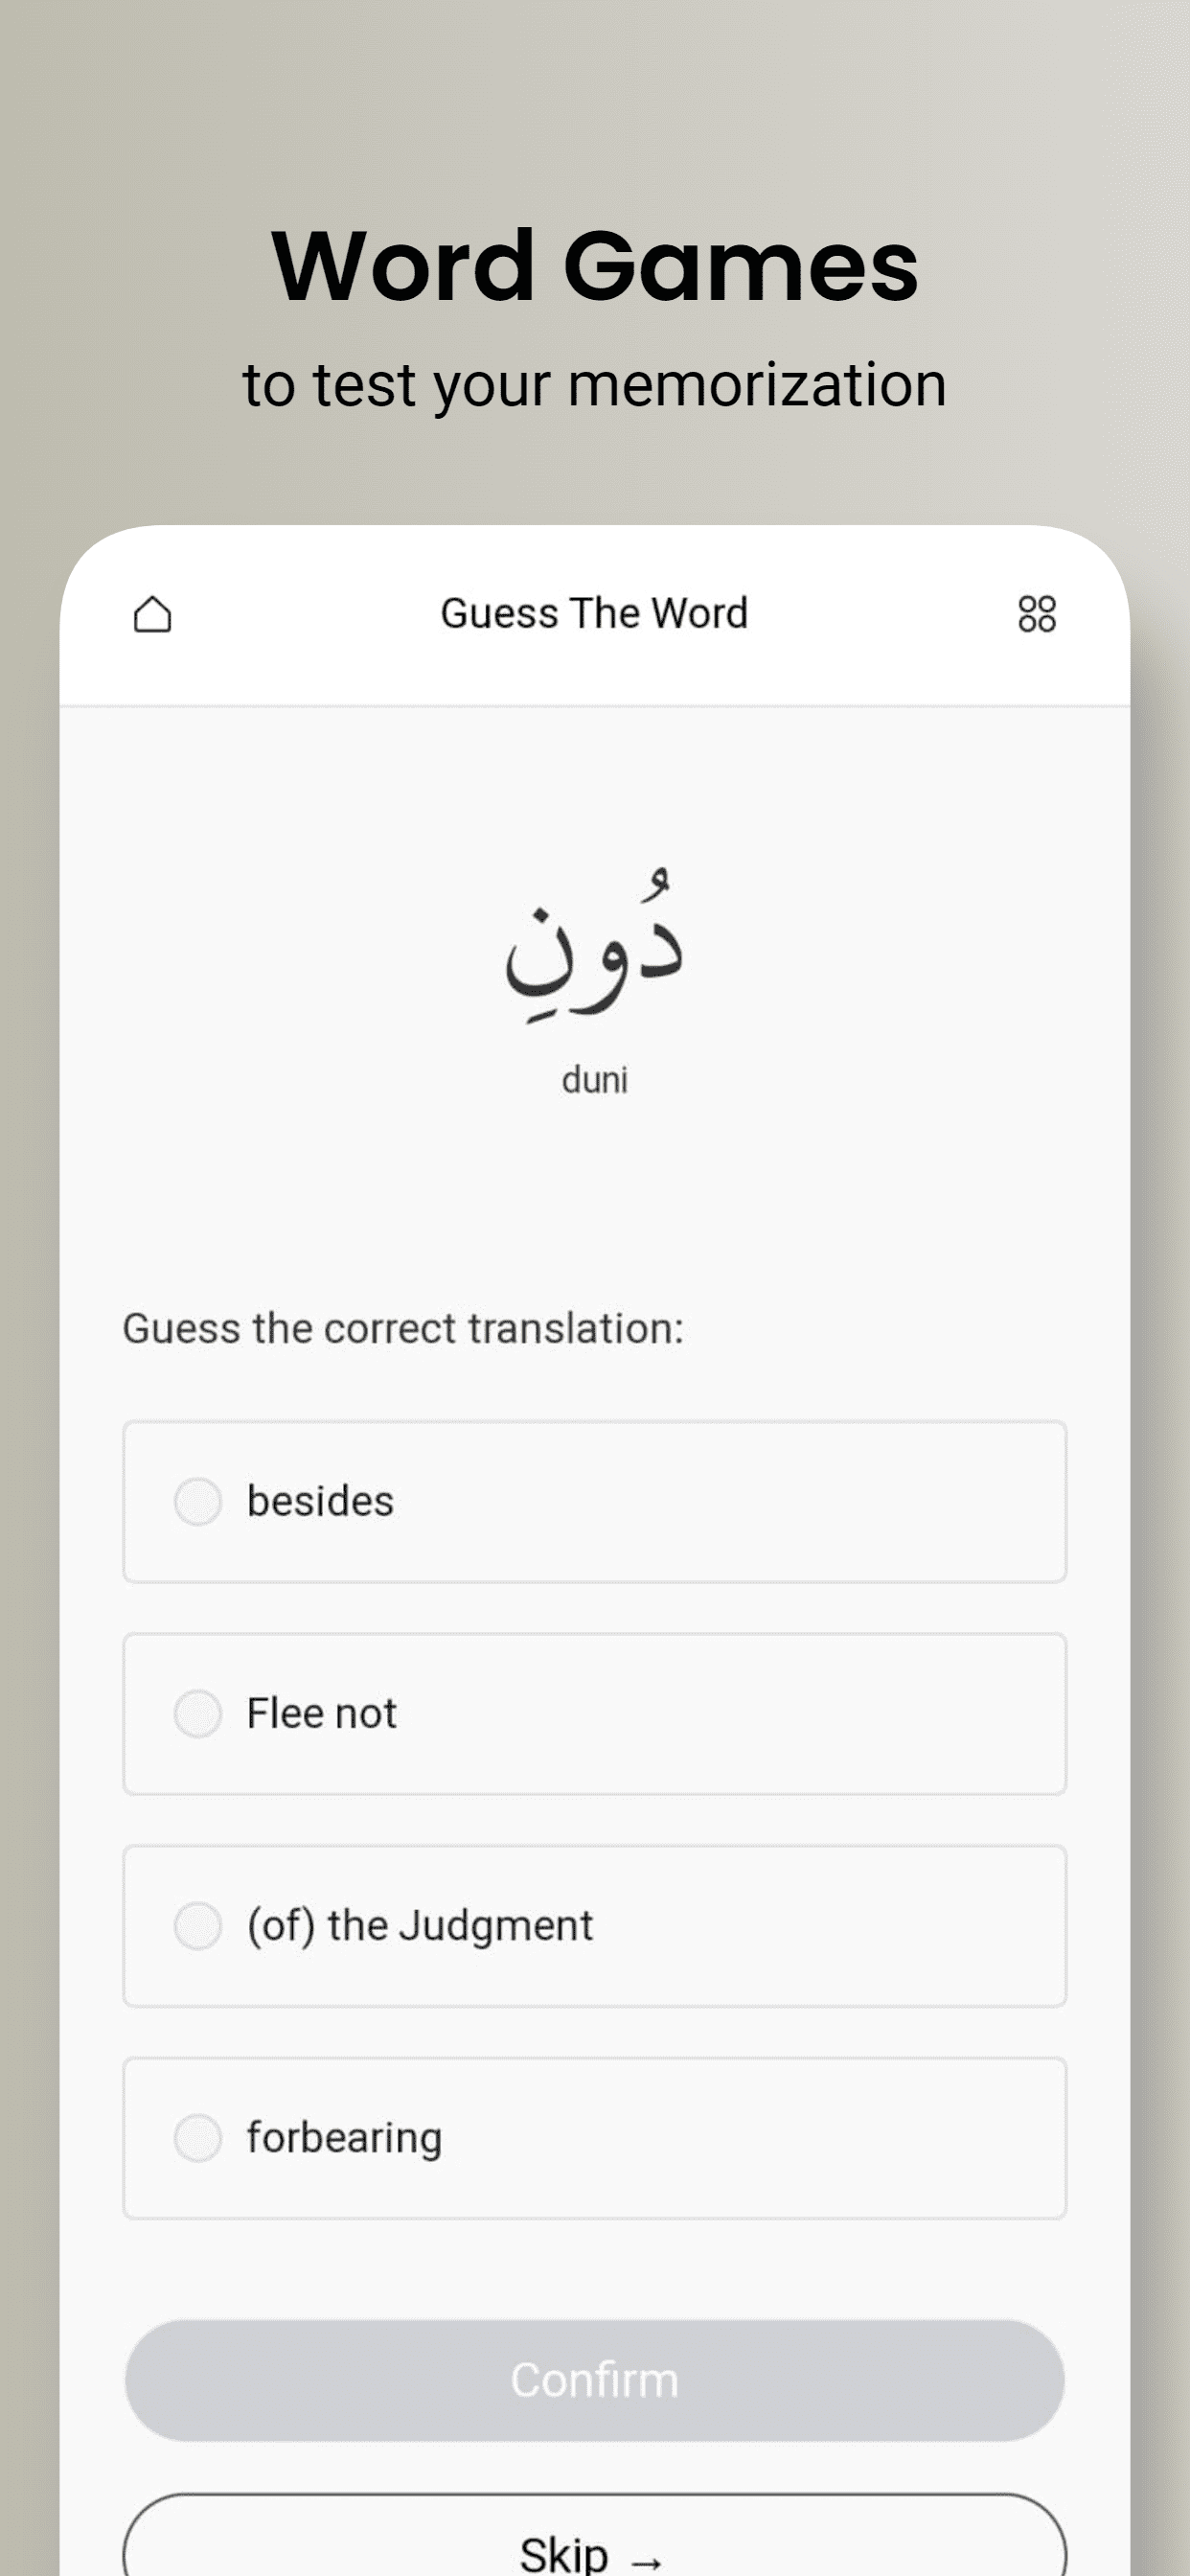 Word Games
to test your memorization
Guess The Word
دُونِ
duni
Guess the correct translation:
besides
Flee not
(of) the Judgment
forbearing
Confirm
Skip →